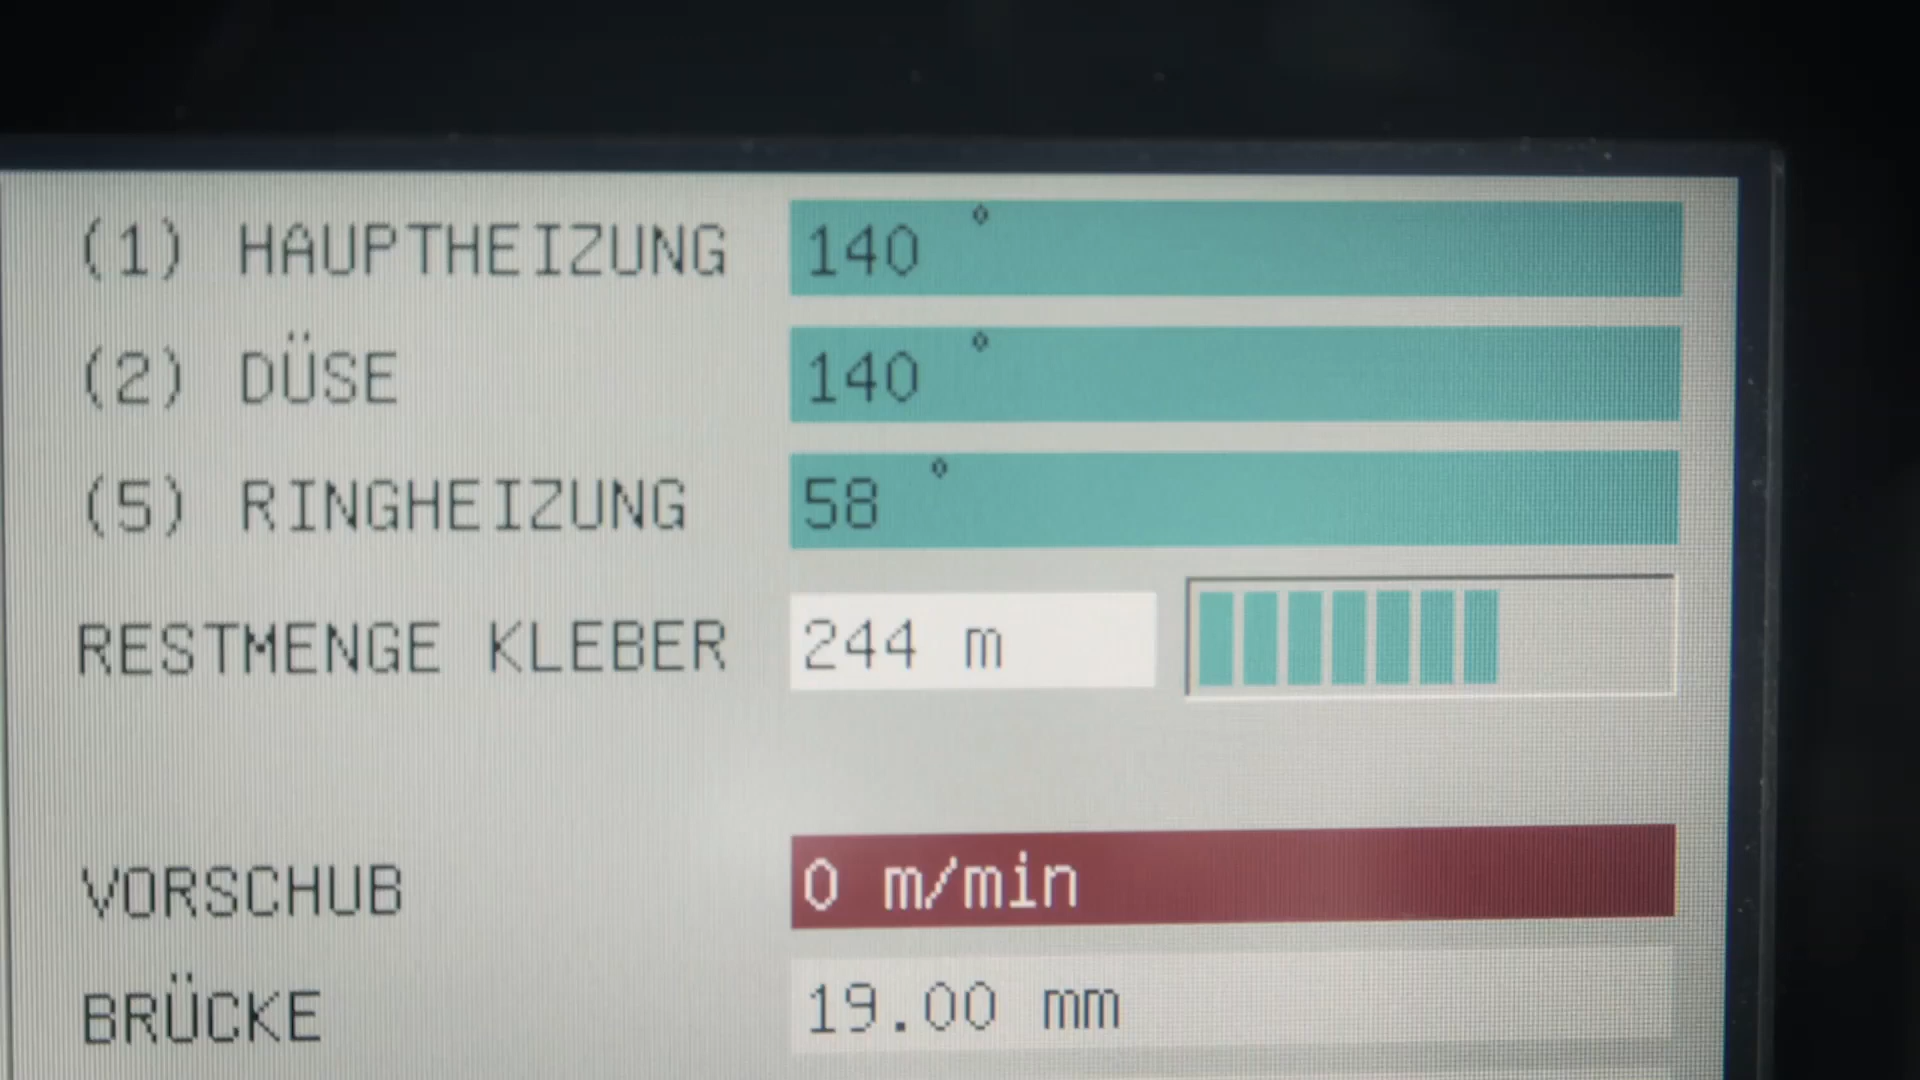 (1) HAUPTHEIZUNG 140 °
(2) DÜSE 140 °
(5) RINGHEIZUNG 58 °
RESTMENGE KLEBER 244 m
VORSCHUB 0 m/min
BRÜCKE 19.00 mm